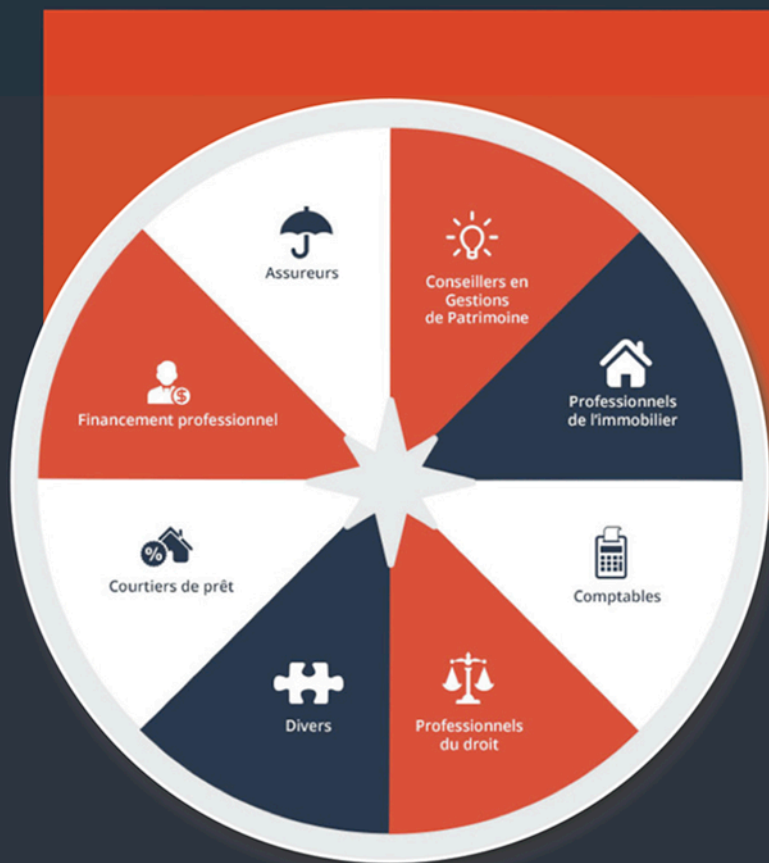 Assureurs
Conseillers en
Gestions
de Patrimoine
Professionnels
de l'immobilier
Financement professionnel
Courtiers de prêt
Comptables
Divers
Professionnels
du droit